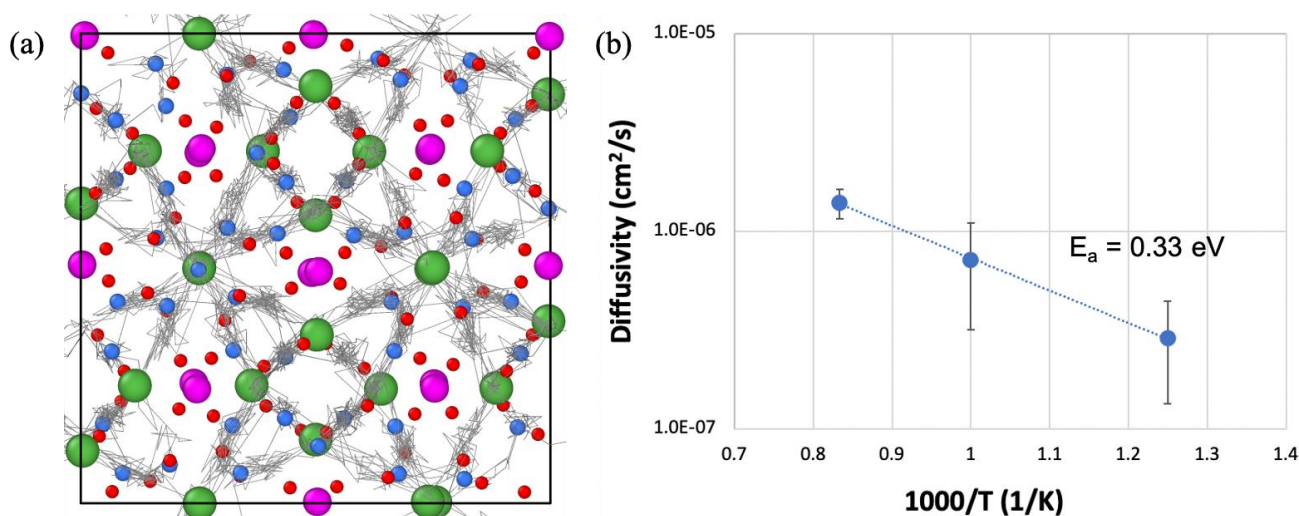 (a)
(b)
1.0E-05
1.0E-06
1.0E-07
Diffusivity (cm²/s)
Eₐ = 0.33 eV
0.7 0.8 0.9 1 1.1 1.2 1.3 1.4
1000/T (1/K)